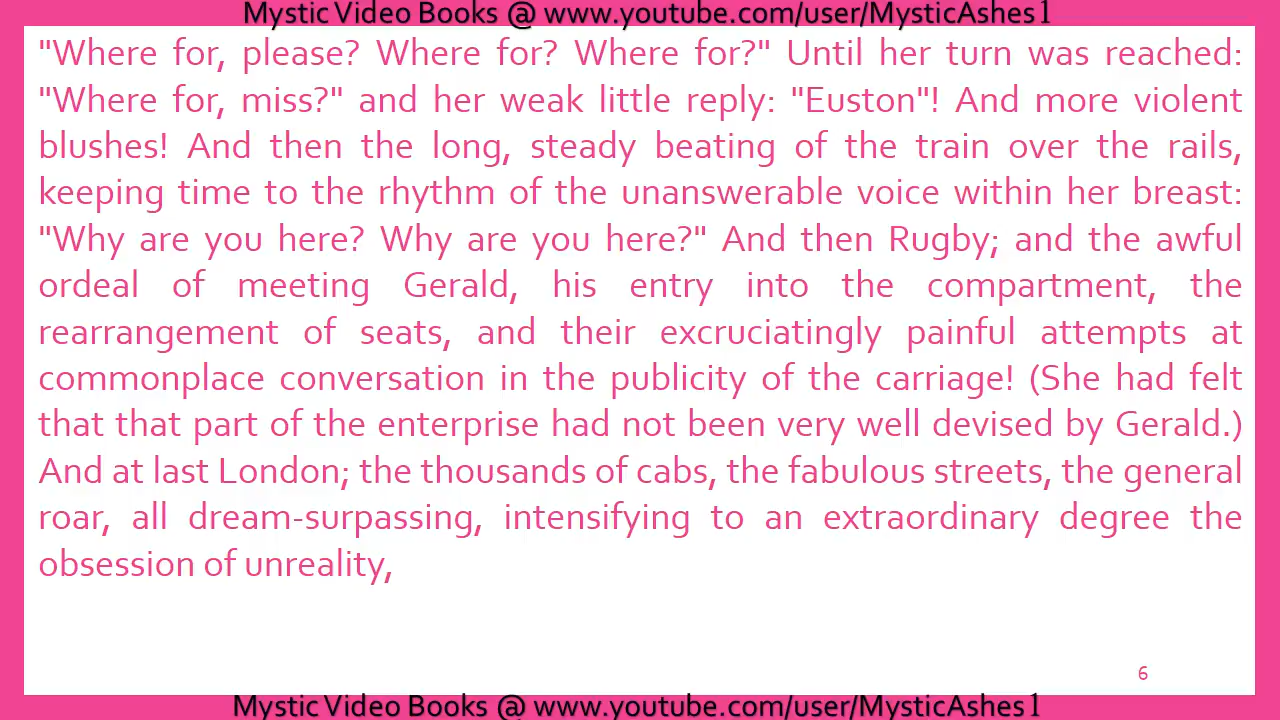 Mystic Video Books @ www.youtube.com/user/MysticAshes1
"Where for, please? Where for? Where for?" Until her turn was reached:
"Where for, miss?" and her weak little reply: "Euston"! And more violent
blushes! And then the long, steady beating of the train over the rails,
keeping time to the rhythm of the unanswerable voice within her breast:
"Why are you here? Why are you here?" And then Rugby; and the awful
ordeal of meeting Gerald, his entry into the compartment, the
rearrangement of seats, and their excruciatingly painful attempts at
commonplace conversation in the publicity of the carriage! (She had felt
that that part of the enterprise had not been very well devised by Gerald.)
And at last London; the thousands of cabs, the fabulous streets, the general
roar, all dream-surpassing, intensifying to an extraordinary degree the
obsession of unreality,
6
Mystic Video Books @ www.youtube.com/user/MysticAshes1